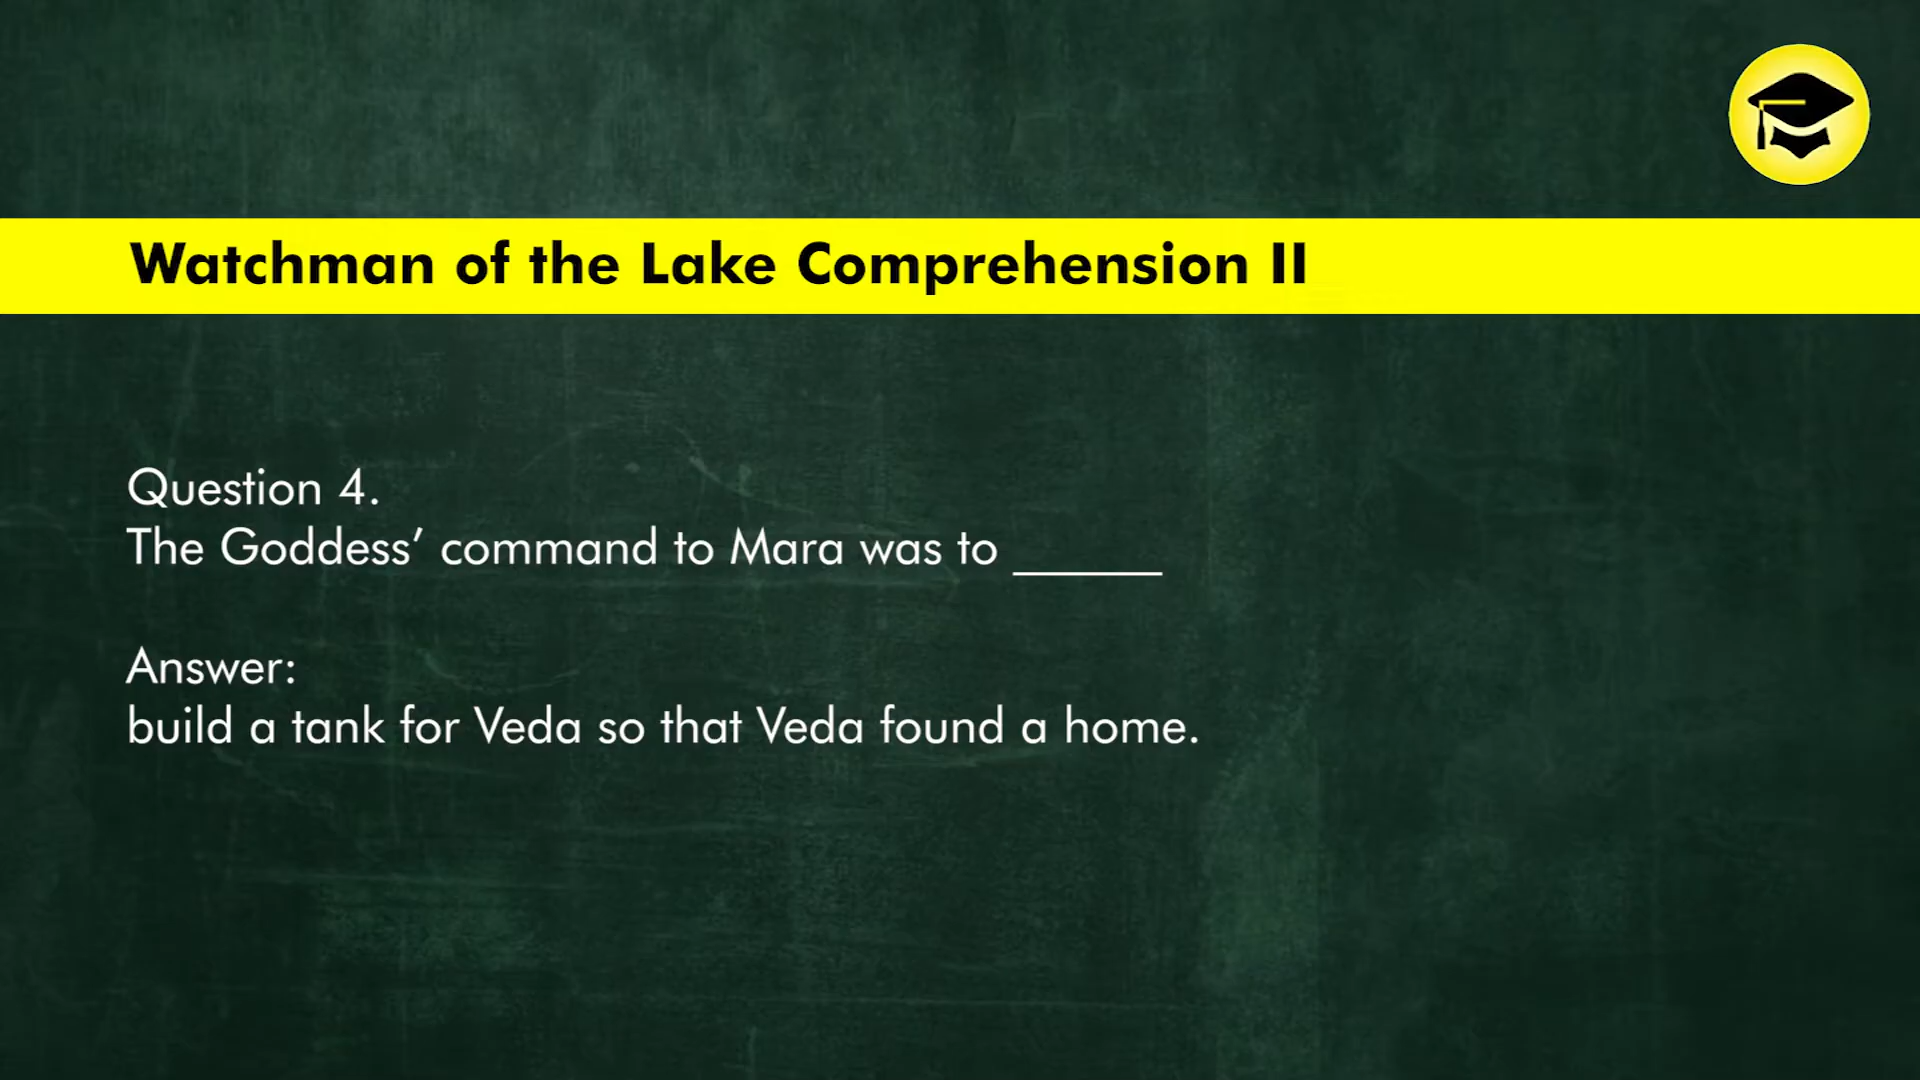 Watchman of the Lake Comprehension II
Question 4.
The Goddess’ command to Mara was to ______
Answer:
build a tank for Veda so that Veda found a home.